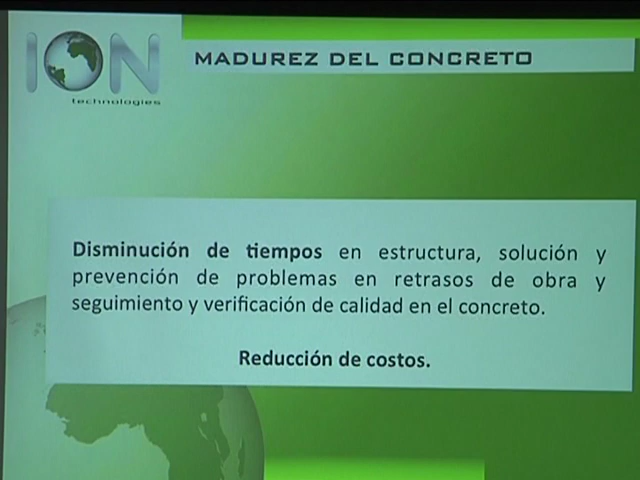 ION
technologies
MADUREZ DEL CONCRETO
Disminución de tiempos en estructura, solución y
prevención de problemas en retrasos de obra y
seguimiento y verificación de calidad en el concreto.
Reducción de costos.